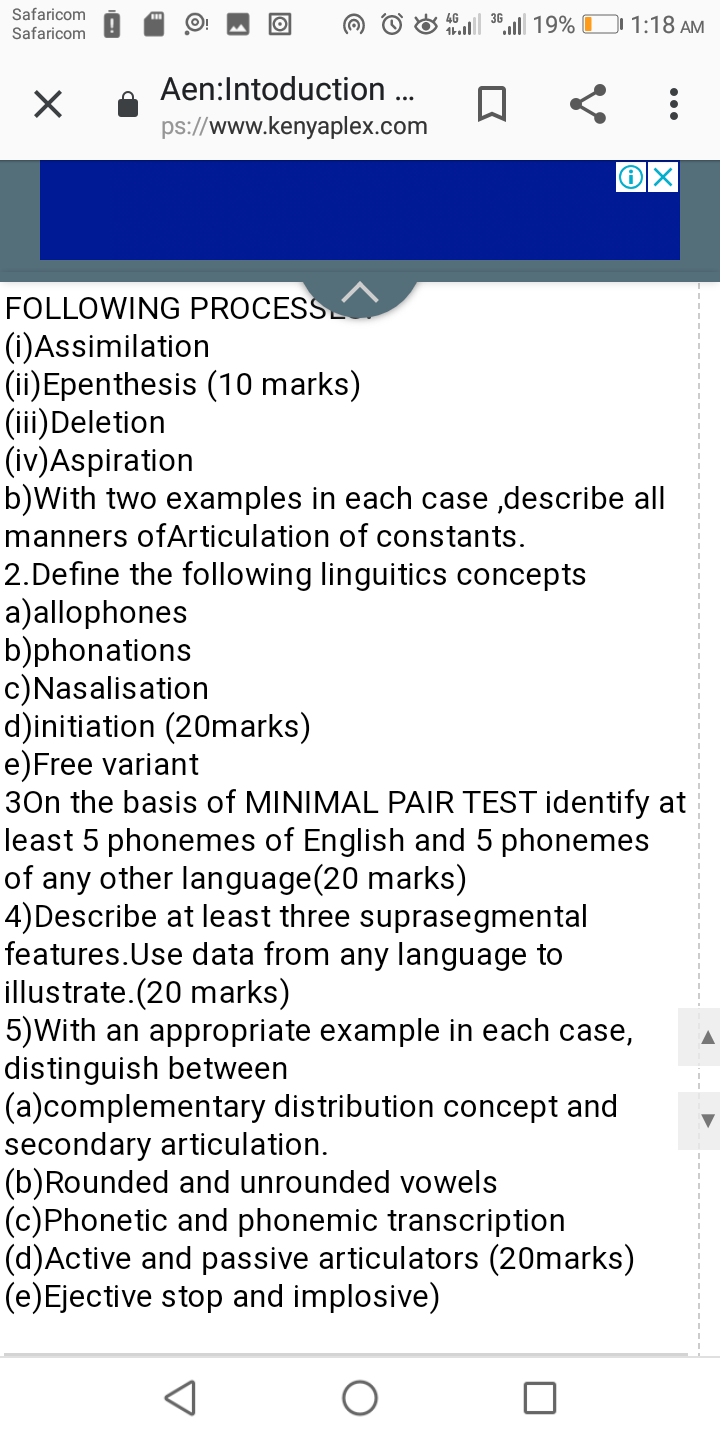 Safaricom
Safaricom
4G 3G 19% 1:18 AM
Aen:Intoduction ...
ps://www.kenyaplex.com
FOLLOWING
(i)Assimilation
(ii)Epenthesis (10 marks)
(iii)Deletion
(iv)Aspiration
b)With two examples in each case ,describe all
manners ofArticulation of constants.
2.Define the following linguitics concepts
a)allophones
b)phonations
c)Nasalisation
d)initiation (20marks)
e)Free variant
3On the basis of MINIMAL PAIR TEST identify at
least 5 phonemes of English and 5 phonemes
of any other language(20 marks)
4)Describe at least three suprasegmental
features.Use data from any language to
illustrate.(20 marks)
5)With an appropriate example in each case,
distinguish between
(a)complementary distribution concept and
secondary articulation.
(b)Rounded and unrounded vowels
(c)Phonetic and phonemic transcription
(d)Active and passive articulators (20marks)
(e)Ejective stop and implosive)